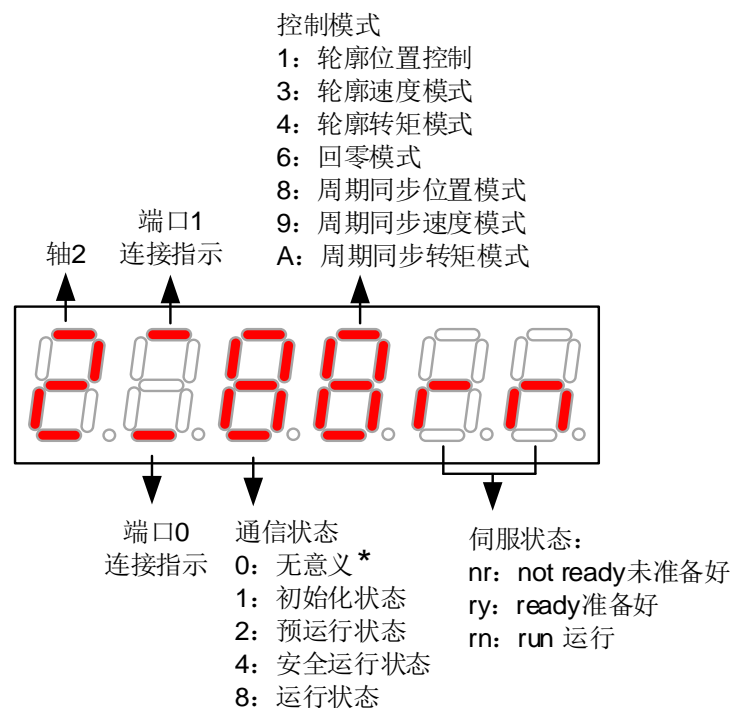 控制模式
1：轮廓位置控制
3：轮廓速度模式
4：轮廓转矩模式
6：回零模式
8：周期同步位置模式
9：周期同步速度模式
A：周期同步转矩模式
端口1
连接指示
轴2
2 88rn
端口0
连接指示
通信状态
0：无意义*
1：初始化状态
2：预运行状态
4：安全运行状态
8：运行状态
伺服状态：
nr：not ready未准备好
ry：ready准备好
rn：run 运行